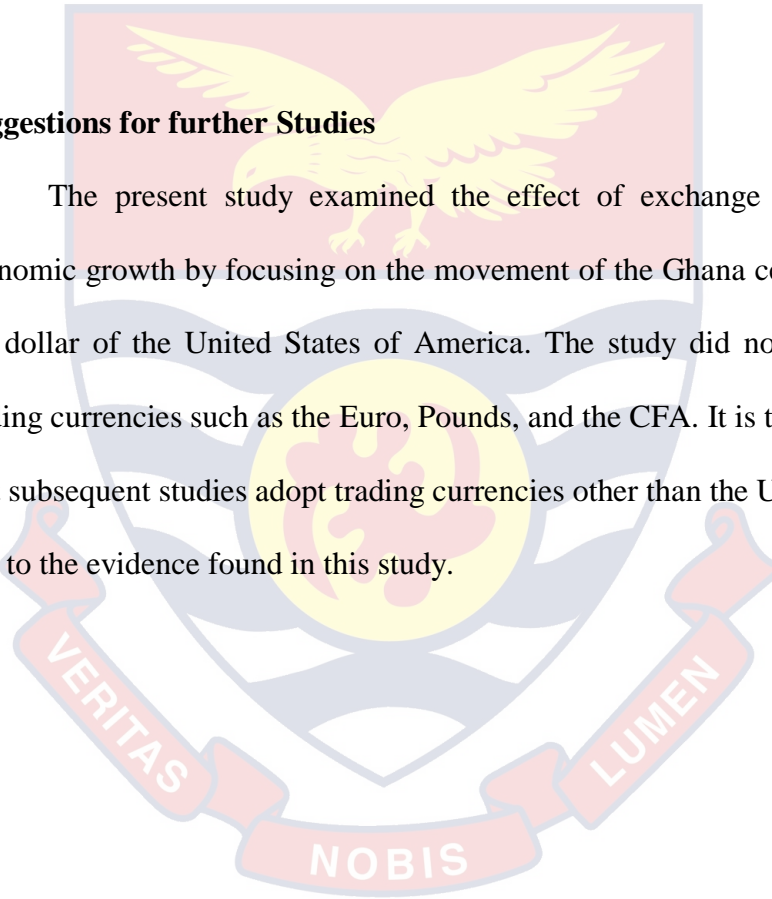 ggestions for further Studies
The present study examined the effect of exchange
nomic growth by focusing on the movement of the Ghana c
dollar of the United States of America. The study did no
ding currencies such as the Euro, Pounds, and the CFA. It is t
subsequent studies adopt trading currencies other than the U
to the evidence found in this study.
VERITAS
LUMEN
NOBIS